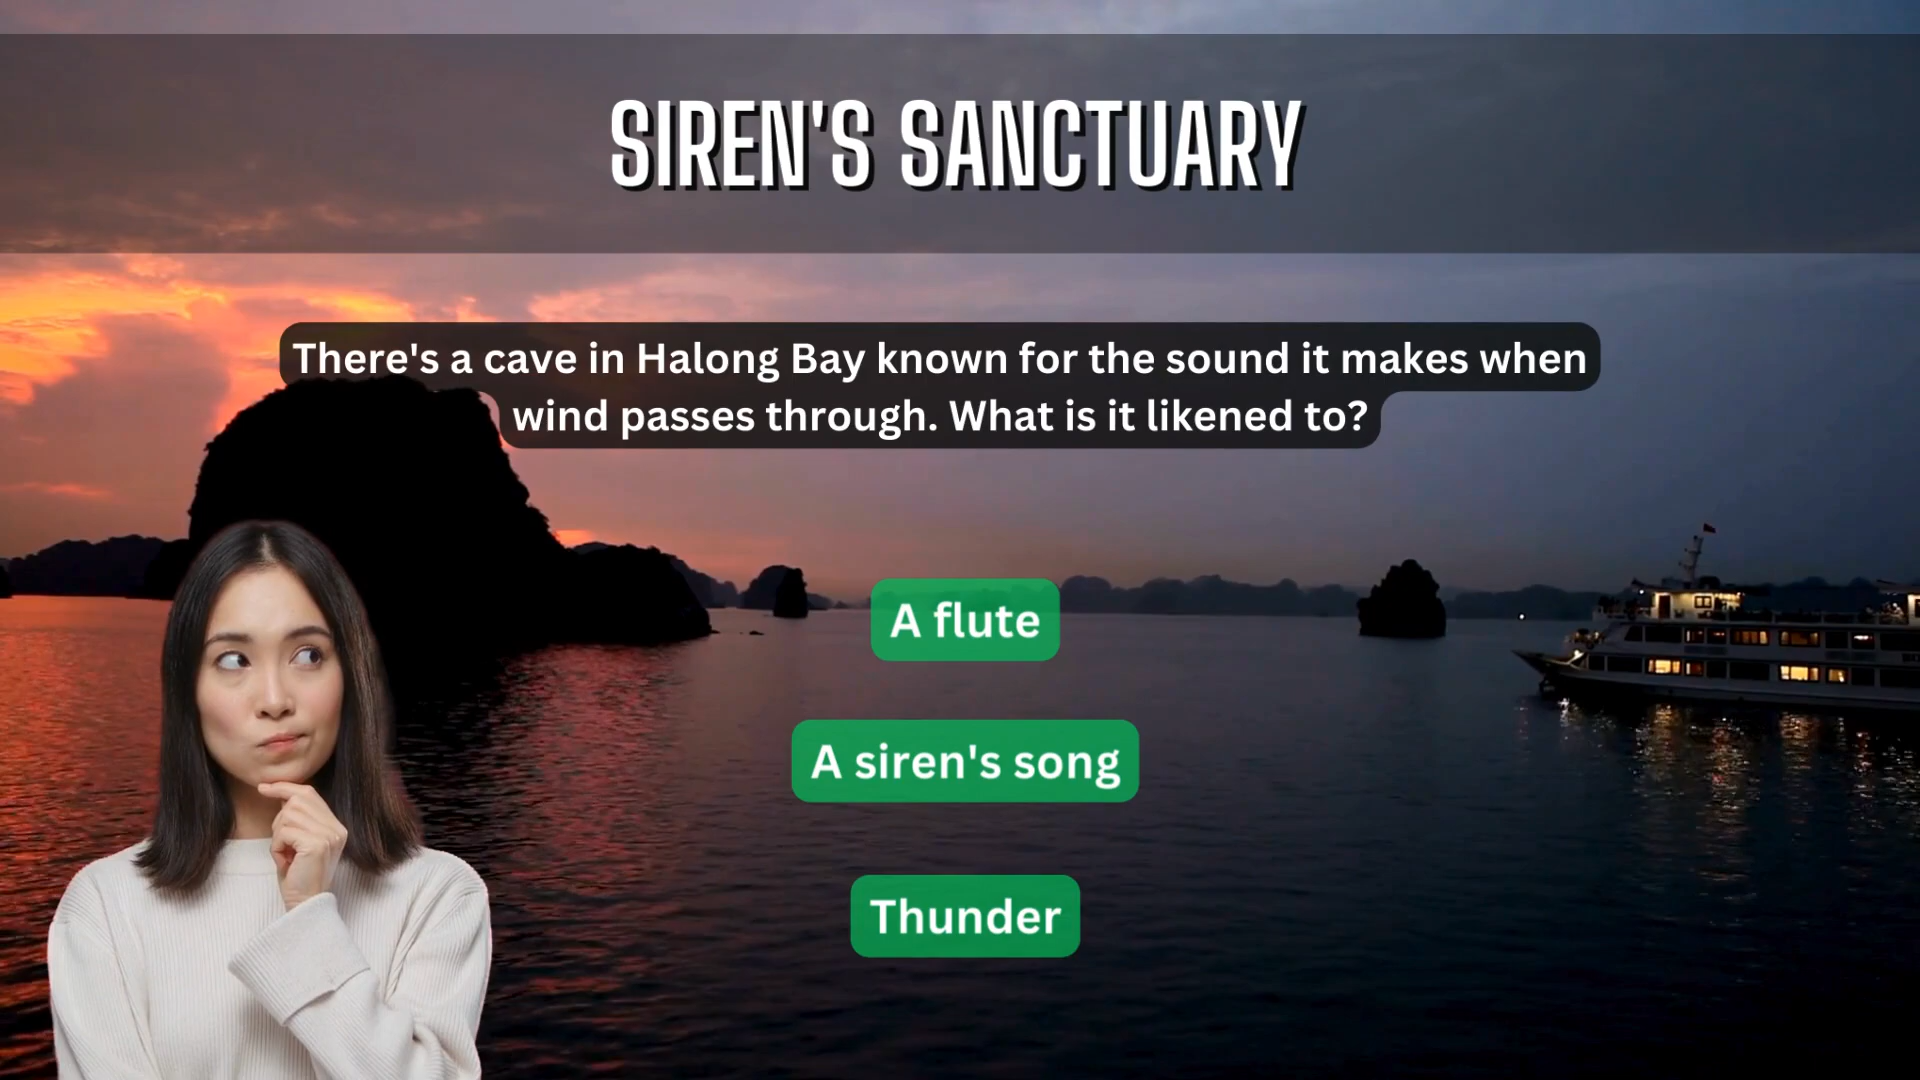 SIREN'S SANCTUARY
There's a cave in Halong Bay known for the sound it makes when
wind passes through. What is it likened to?
A flute
A siren's song
Thunder